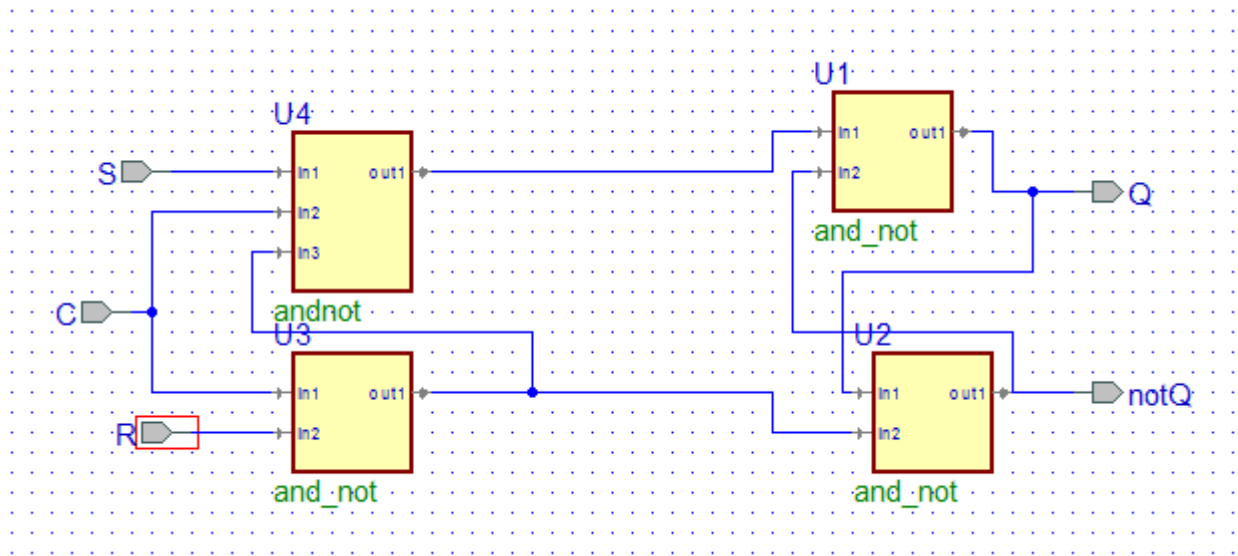 U4
In1
out1
In2
In3
andnot
S
C
R
U3
In1
out1
In2
and_not
U1
In1
out1
In2
and_not
U2
In1
out1
In2
and_not
Q
notQ